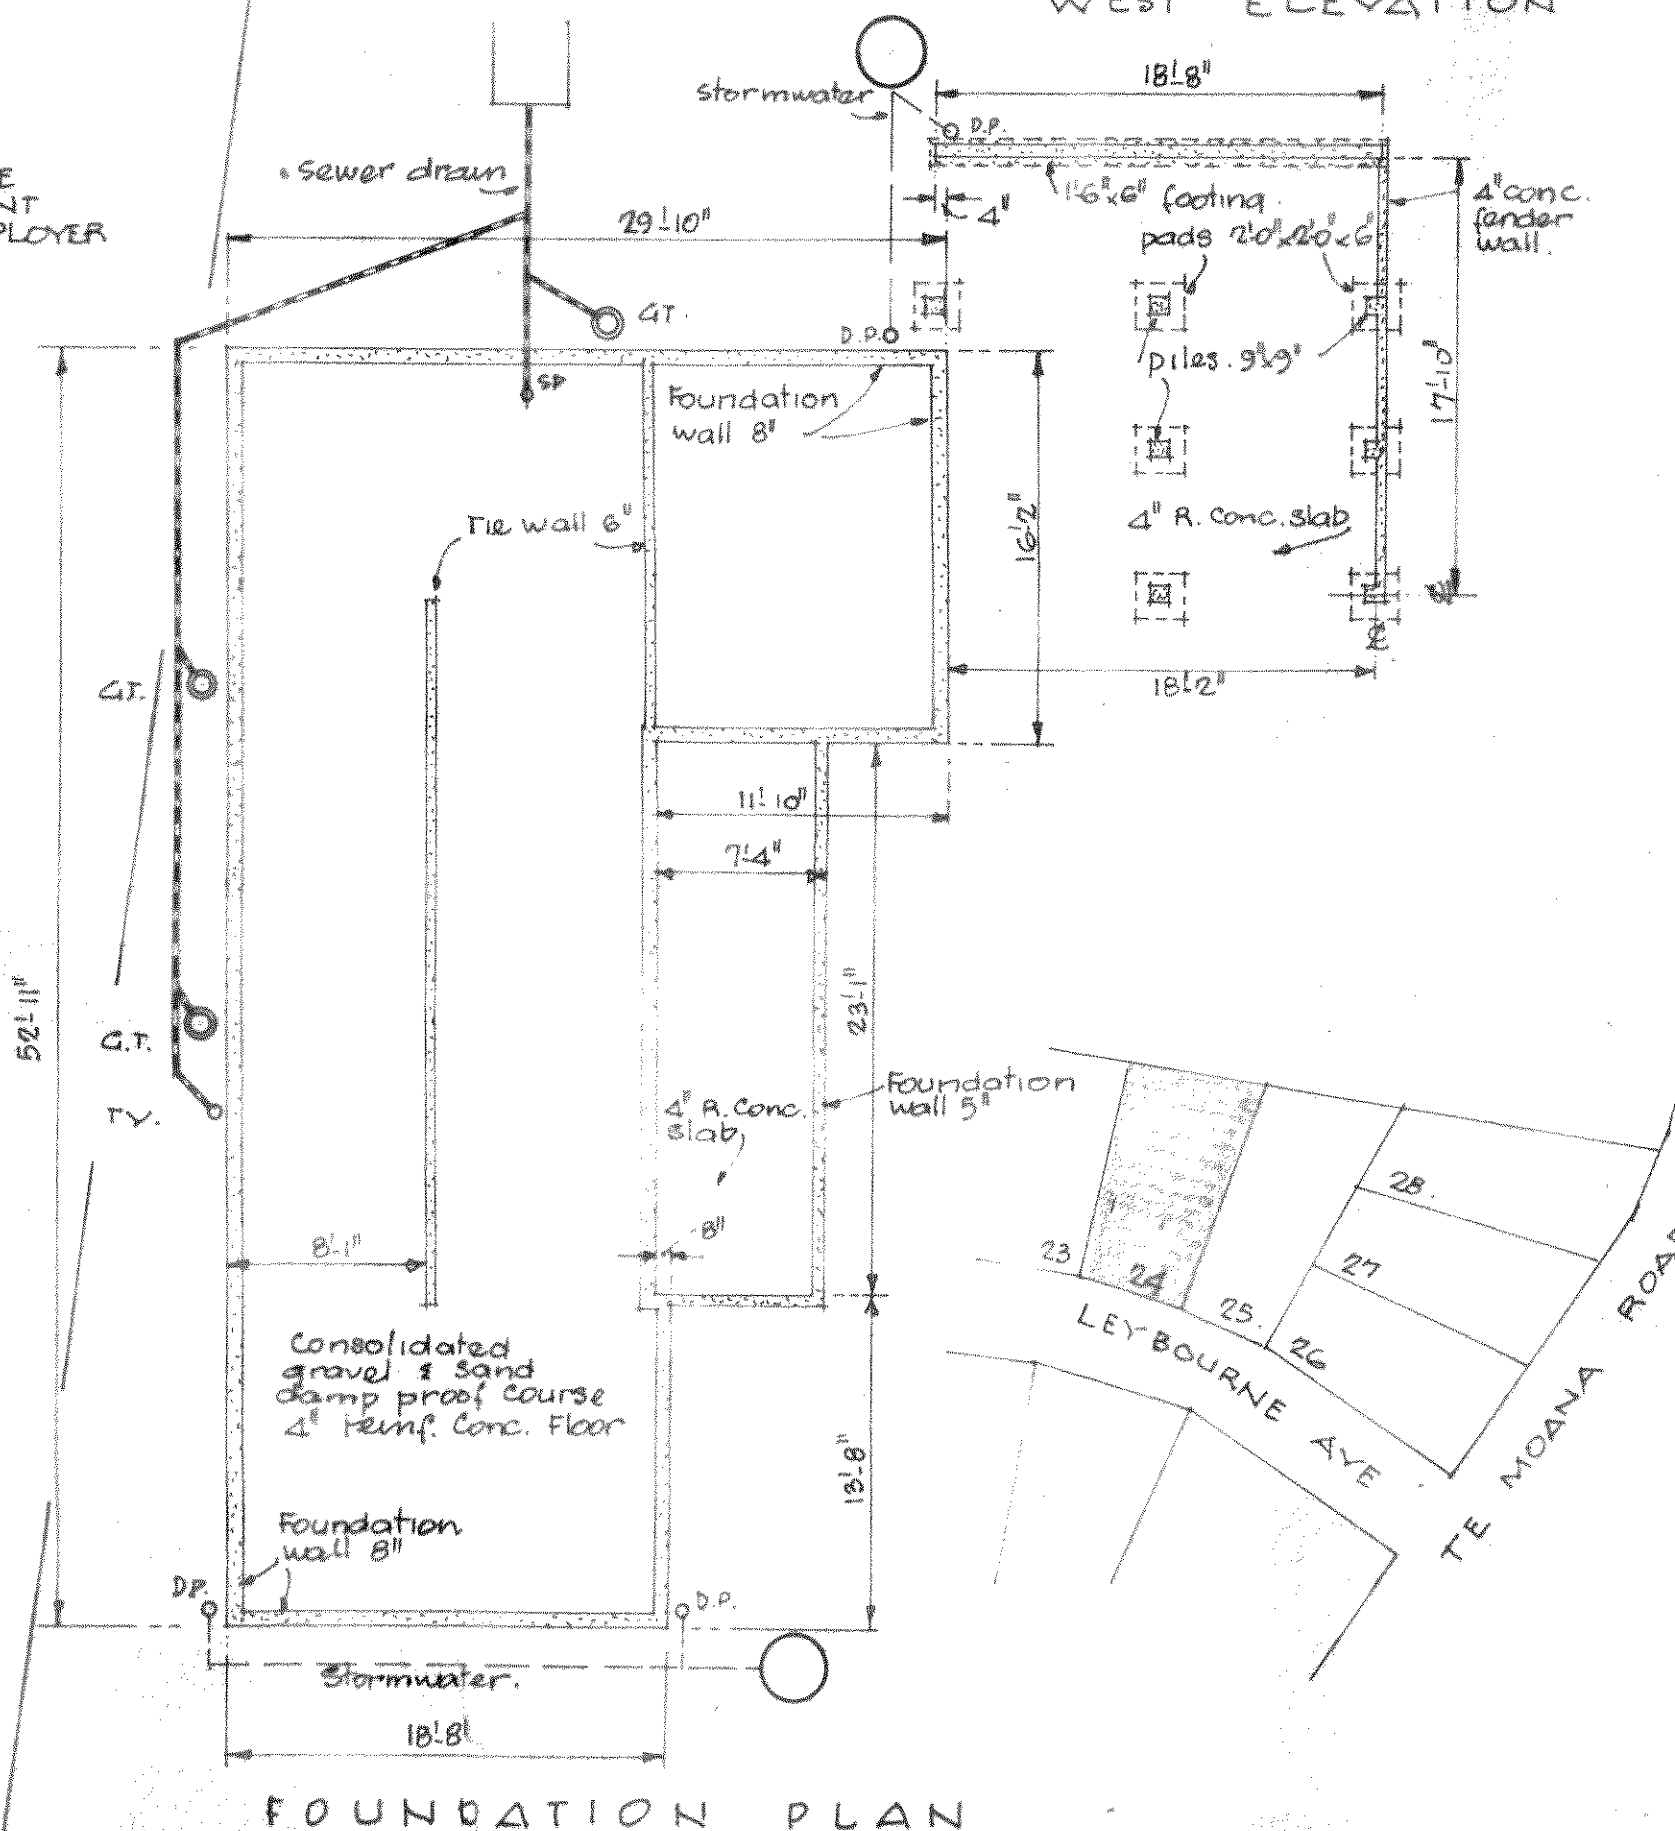 WEST ELEVATION
18'-8"
stormwater
D.P.
E
NT
PLOYER
Sewer drain
29'-10"
4"
1'-6"x6" footing.
pads 2'0"x2'0"x6"
4" conc.
fender
wall.
G.T.
D.P.
piles. 9"x9"
17'-10"
SP
Foundation
wall 8"
Tie wall 6"
16'-2"
4" R. Conc. slab
G.T.
18'-2"
11'-10"
7'-4"
52'-11"
23'-1"
G.T.
T.V.
Foundation
wall 5"
4" R. Conc.
slab
8'-1"
8"
23
24
25.
26
27
28.
LEYBOURNE AVE
TE MOANA ROA
Consolidated
gravel & sand
damp proof course
4" reinf. Conc. Floor
13'-8"
Foundation
wall 8"
D.P.
D.P.
Stormwater.
18'-8"
FOUNDATION PLAN